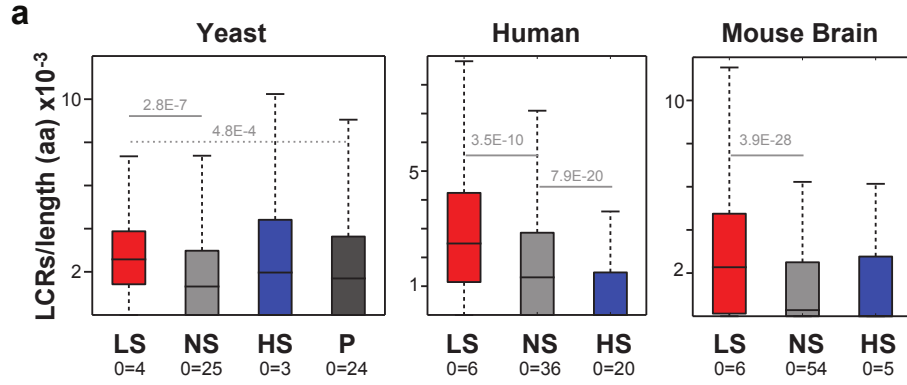 a
Yeast
Human
Mouse Brain
LCRs/length (aa) x10-3
10
2
2.8E-7
4.8E-4
LS NS HS P
0=4 0=25 0=3 0=24
5
1
3.5E-10
7.9E-20
LS NS HS
0=6 0=36 0=20
10
2
3.9E-28
LS NS HS
0=6 0=54 0=5